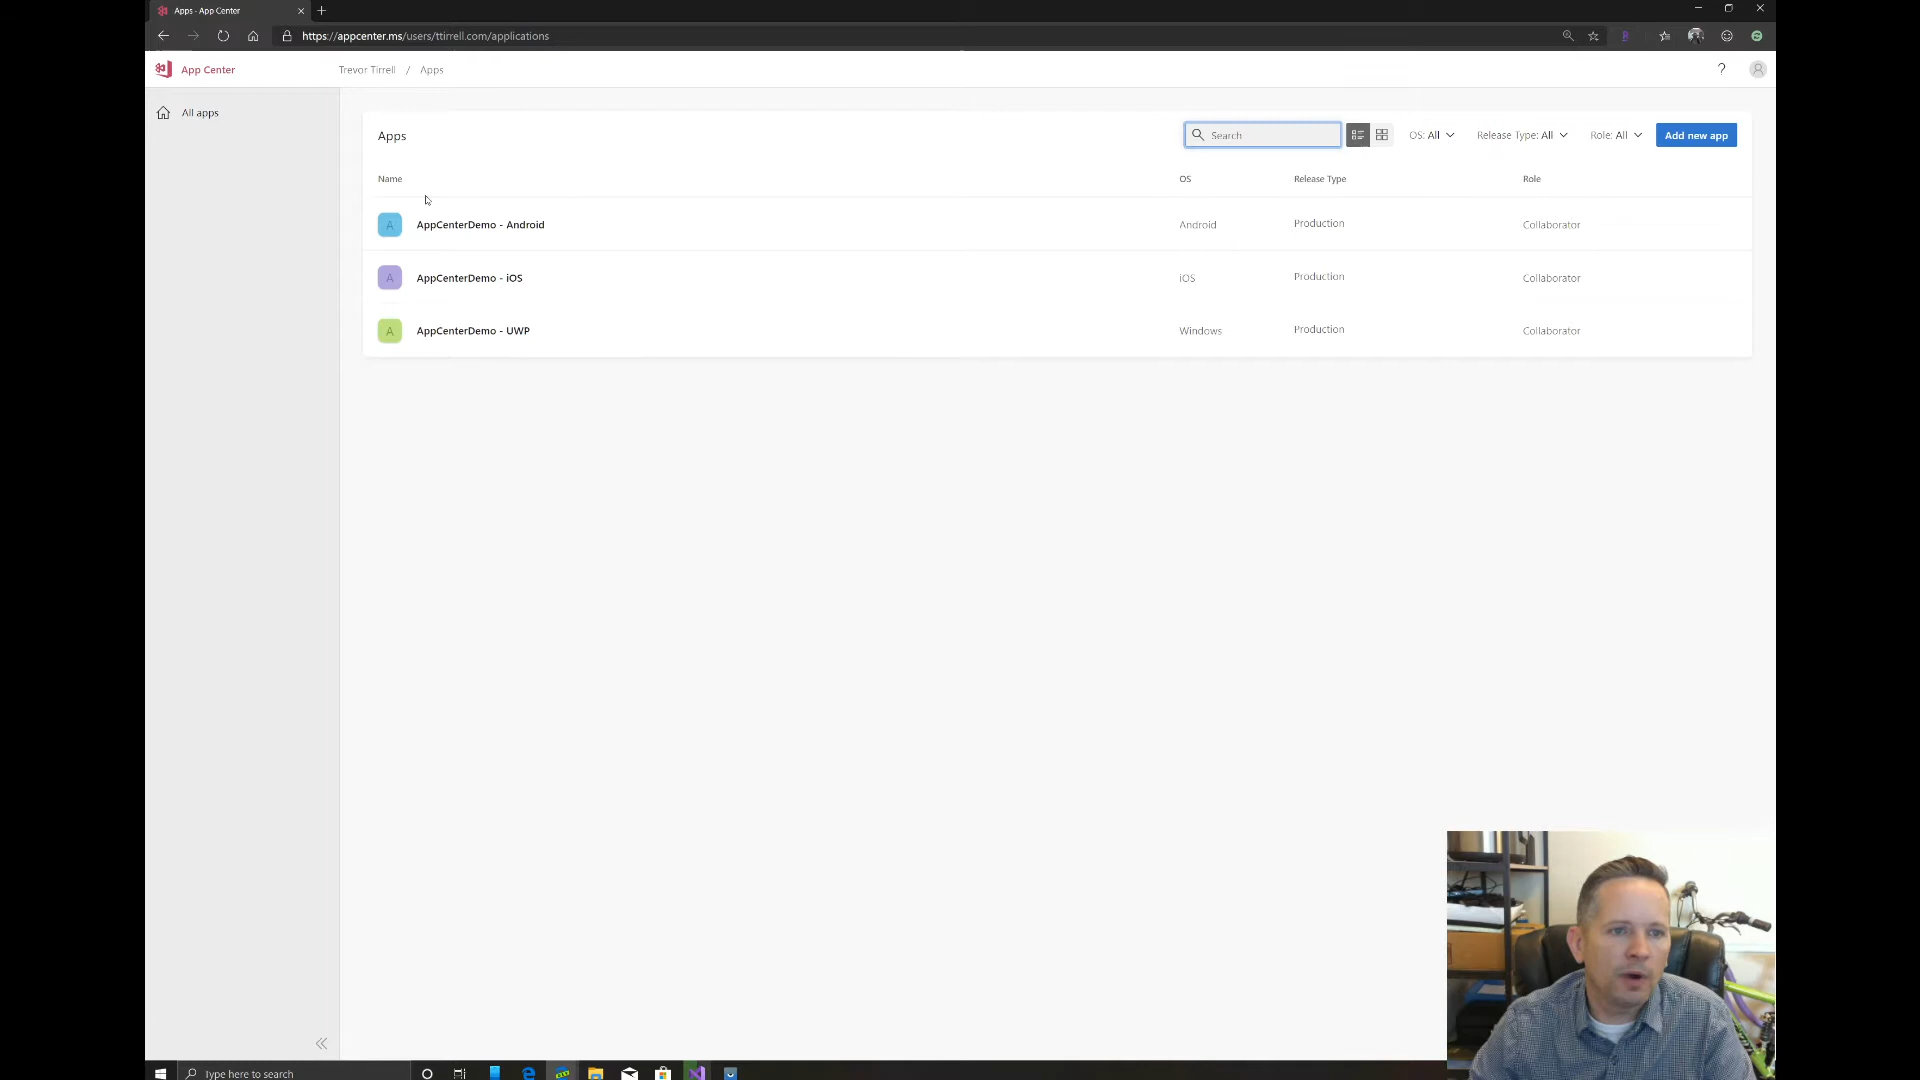 Apps - App Center
https://appcenter.ms/users/ttirrell.com/applications
App Center
Trevor Tirrell / Apps
?
All apps
Apps
Search
OS: All
Release Type: All
Role: All
Add new app
Name
OS
Release Type
Role
A
AppCenterDemo - Android
Android
Production
Collaborator
A
AppCenterDemo - iOS
iOS
Production
Collaborator
A
AppCenterDemo - UWP
Windows
Production
Collaborator
Type here to search